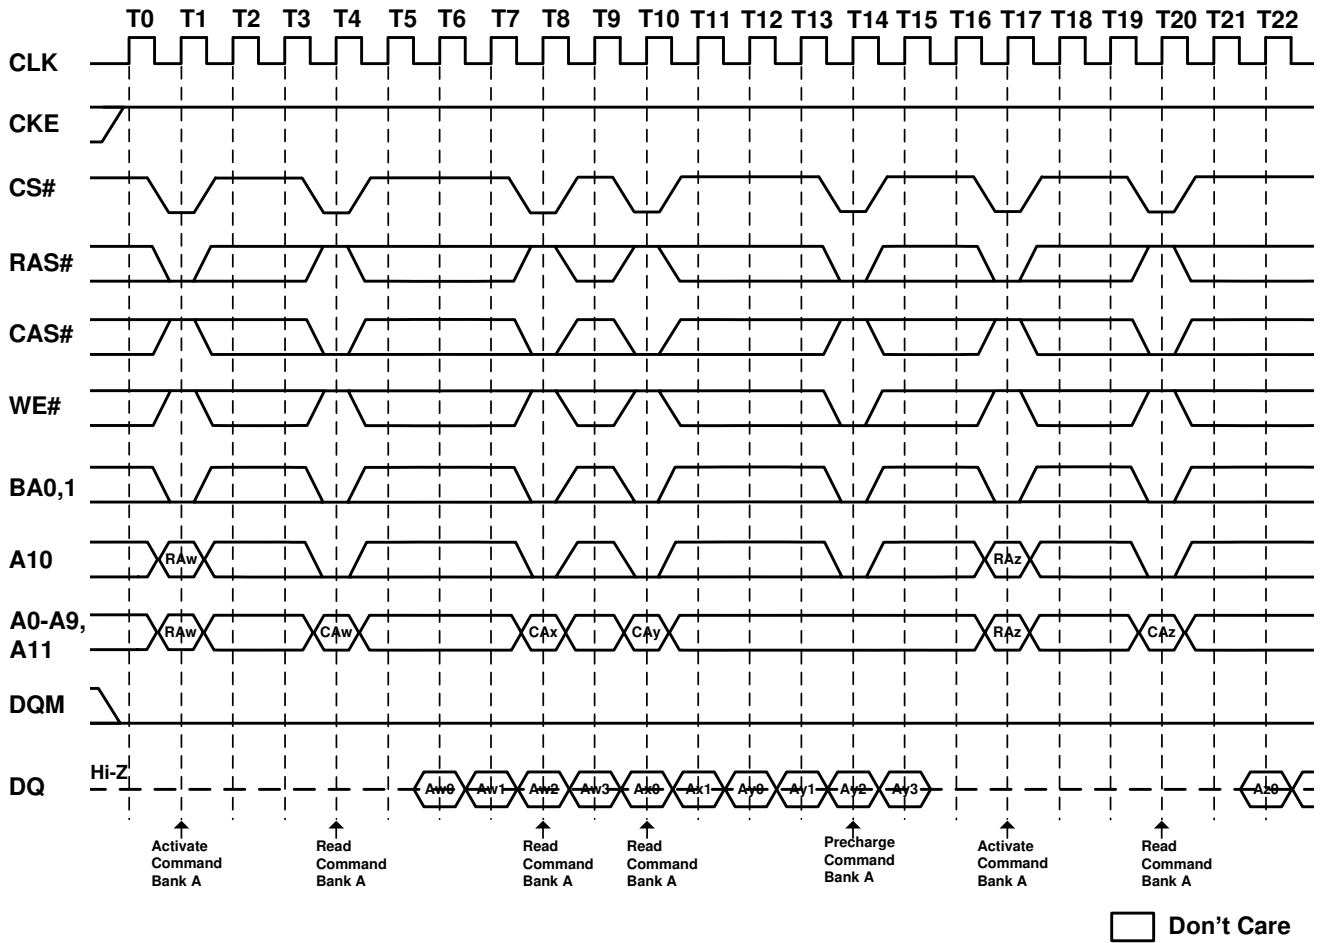 T0 T1 T2 T3 T4 T5 T6 T7 T8 T9 T10 T11 T12 T13 T14 T15 T16 T17 T18 T19 T20 T21 T22
CLK
CKE
CS#
RAS#
CAS#
WE#
BA0,1
A10 RAw RAz
A0-A9,
A11 RAw CAw CAx CAy RAz CAz
DQM
Hi-Z
DQ Aw0 Aw1 Aw2 Aw3 Ax0 Ax1 Ay0 Ay1 Ay2 Ay3 Az0
Activate
Command
Bank A
Read
Command
Bank A
Read
Command
Bank A
Read
Command
Bank A
Precharge
Command
Bank A
Activate
Command
Bank A
Read
Command
Bank A
Don't Care